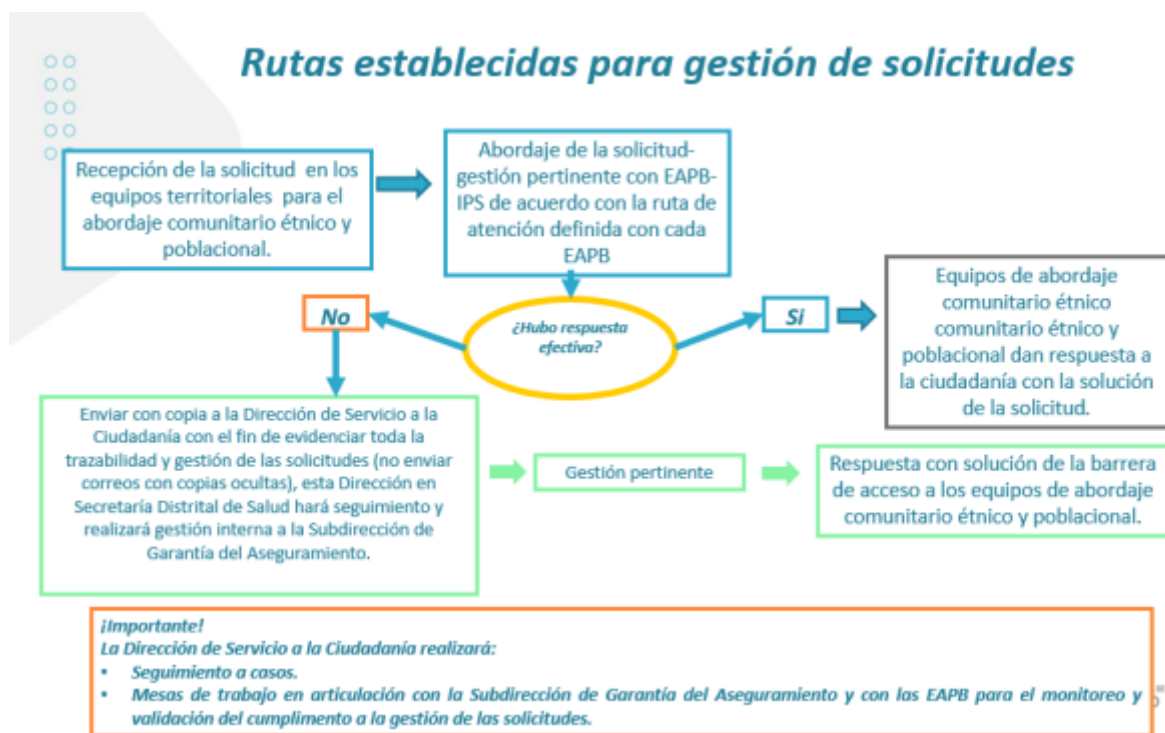 Rutas establecidas para gestión de solicitudes
Recepción de la solicitud en los
equipos territoriales para el
abordaje comunitario étnico y
poblacional.
Abordaje de la solicitud-
gestión pertinente con EAPB-
IPS de acuerdo con la ruta de
atención definida con cada
EAPB
¿Hubo respuesta
efectiva?
No
Si
Equipos de abordaje
comunitario étnico
comunitario étnico y
poblacional dan respuesta a
la ciudadanía con la solución
de la solicitud.
Enviar con copia a la Dirección de Servicio a la
Ciudadanía con el fin de evidenciar toda la
trazabilidad y gestión de las solicitudes (no enviar
correos con copias ocultas), esta Dirección en
Secretaría Distrital de Salud hará seguimiento y
realizará gestión interna a la Subdirección de
Garantía del Aseguramiento.
Gestión pertinente
Respuesta con solución de la barrera
de acceso a los equipos de abordaje
comunitario étnico y poblacional.
¡Importante!
La Dirección de Servicio a la Ciudadanía realizará:
• Seguimiento a casos.
• Mesas de trabajo en articulación con la Subdirección de Garantía del Aseguramiento y con las EAPB para el monitoreo y
validación del cumplimento a la gestión de las solicitudes.